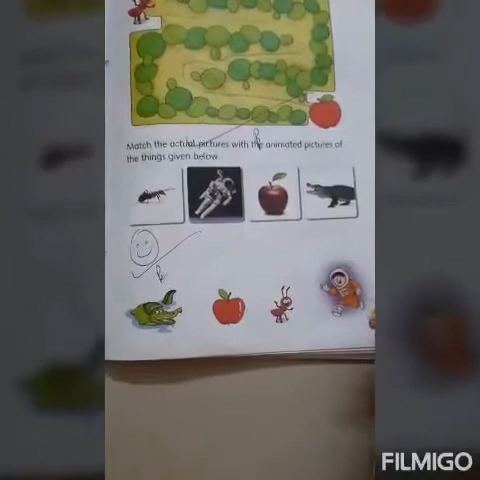 Match the actual pictures with the animated pictures of
the things given below.
FILMIGO